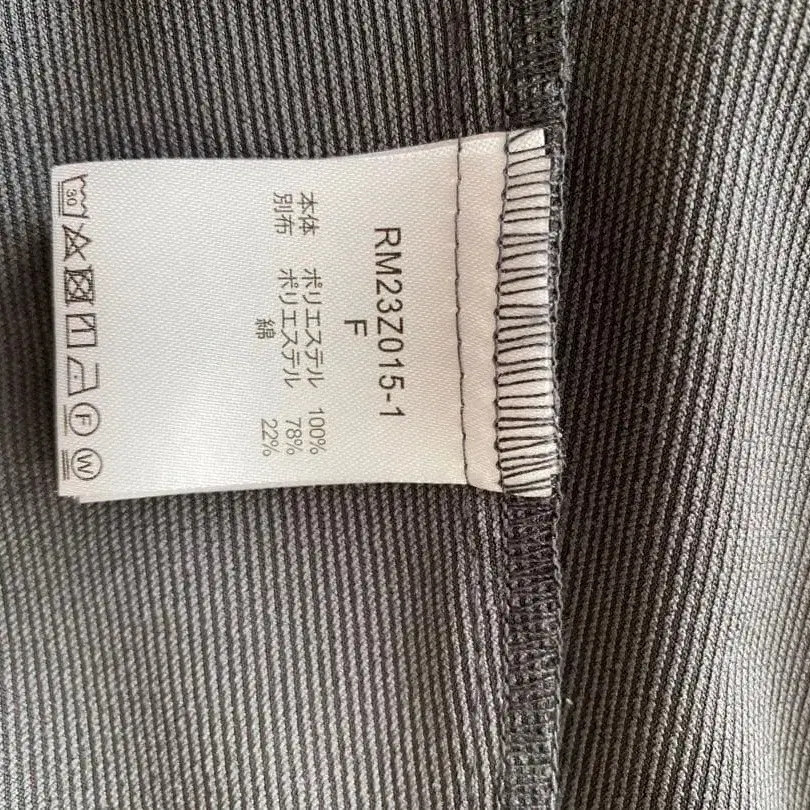 RM23Z015-1
F
本体 ポリエステル 100%
別布 ポリエステル 78%
綿 22%
30
F W